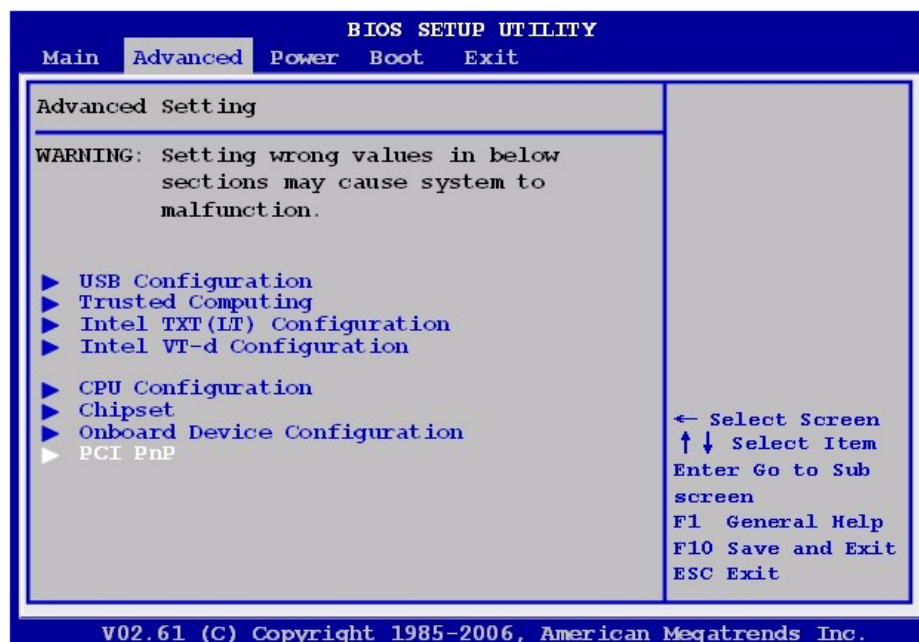 BIOS SETUP UTILITY
Main Advanced Power Boot Exit
Advanced Setting
WARNING: Setting wrong values in below
sections may cause system to
malfunction.
▶ USB Configuration
▶ Trusted Computing
▶ Intel TXT(LT) Configuration
▶ Intel VT-d Configuration
▶ CPU Configuration
▶ Chipset
▶ Onboard Device Configuration
▶ PCI PnP
← Select Screen
↑↓ Select Item
Enter Go to Sub
screen
F1 General Help
F10 Save and Exit
ESC Exit
V02.61 (C) Copyright 1985-2006, American Megatrends Inc.